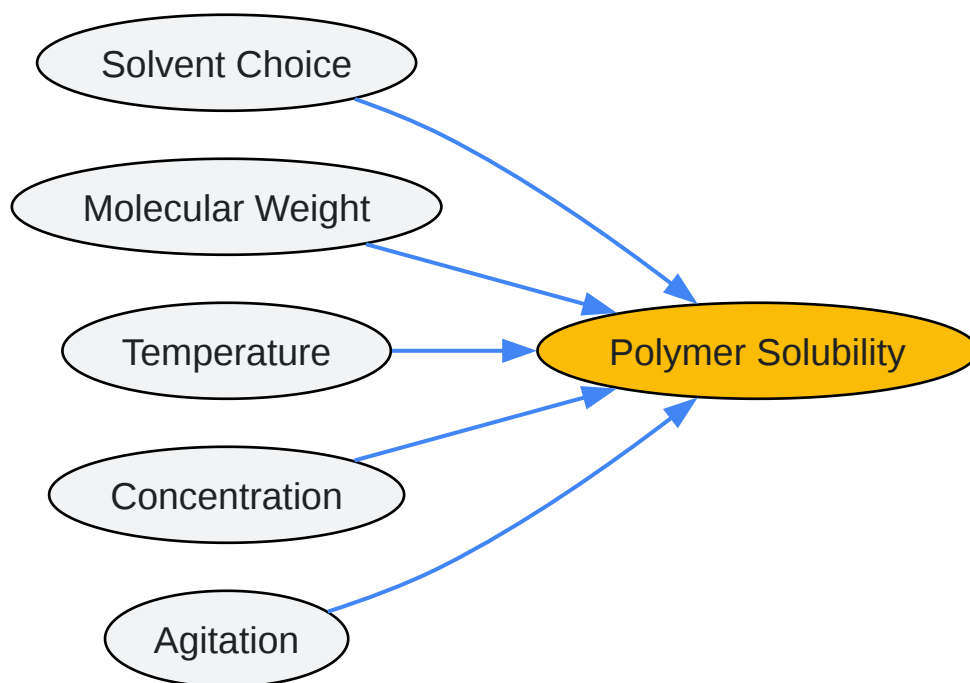 Solvent Choice
Molecular Weight
Temperature
Polymer Solubility
Concentration
Agitation